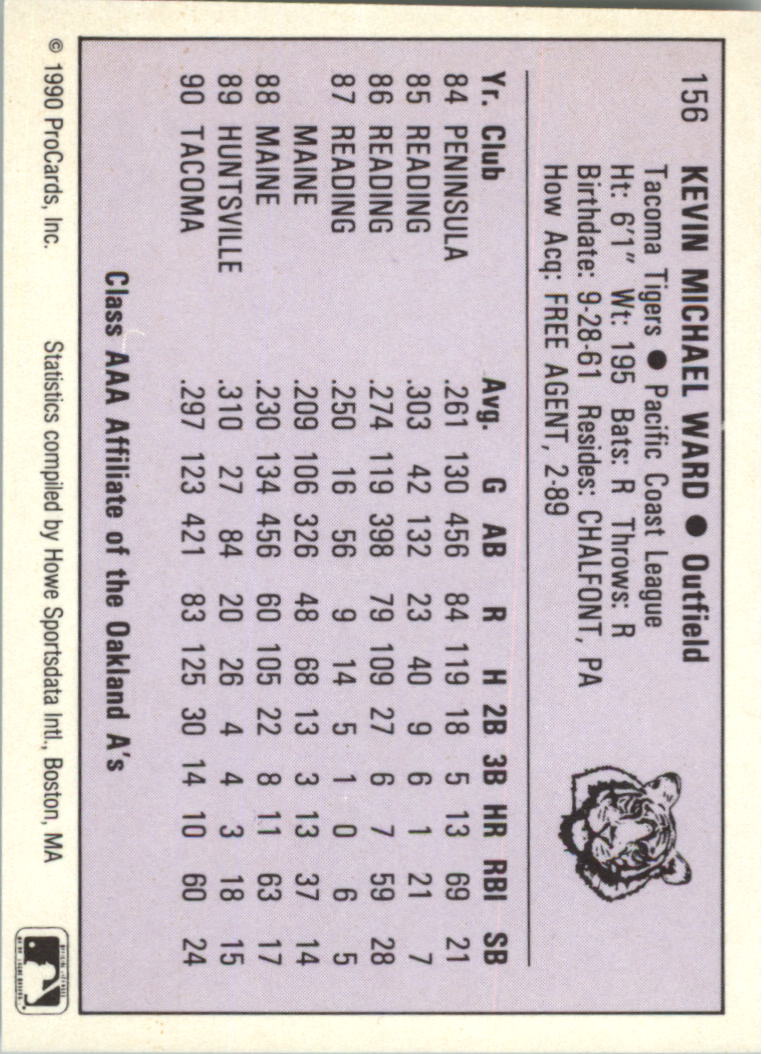 156 KEVIN MICHAEL WARD ● Outfield
Tacoma Tigers ● Pacific Coast League
Ht: 6'1" Wt: 195 Bats: R Throws: R
Birthdate: 9-28-61 Resides: CHALFONT, PA
How Acq: FREE AGENT, 2-89
Yr. Club Avg. G AB R H 2B 3B HR RBI SB
84 PENINSULA .261 130 456 84 119 18 5 13 69 21
85 READING .303 42 132 23 40 9 6 1 21 7
86 READING .274 119 398 79 109 27 6 7 59 28
87 READING .250 16 56 9 14 5 1 0 6 5
MAINE .209 106 326 48 68 13 3 13 37 14
88 MAINE .230 134 456 60 105 22 8 11 63 17
89 HUNTSVILLE .310 27 84 20 26 4 4 3 18 15
90 TACOMA .297 123 421 83 125 30 14 10 60 24
Class AAA Affiliate of the Oakland A's
© 1990 ProCards, Inc. Statistics compiled by Howe Sportsdata Intl., Boston, MA